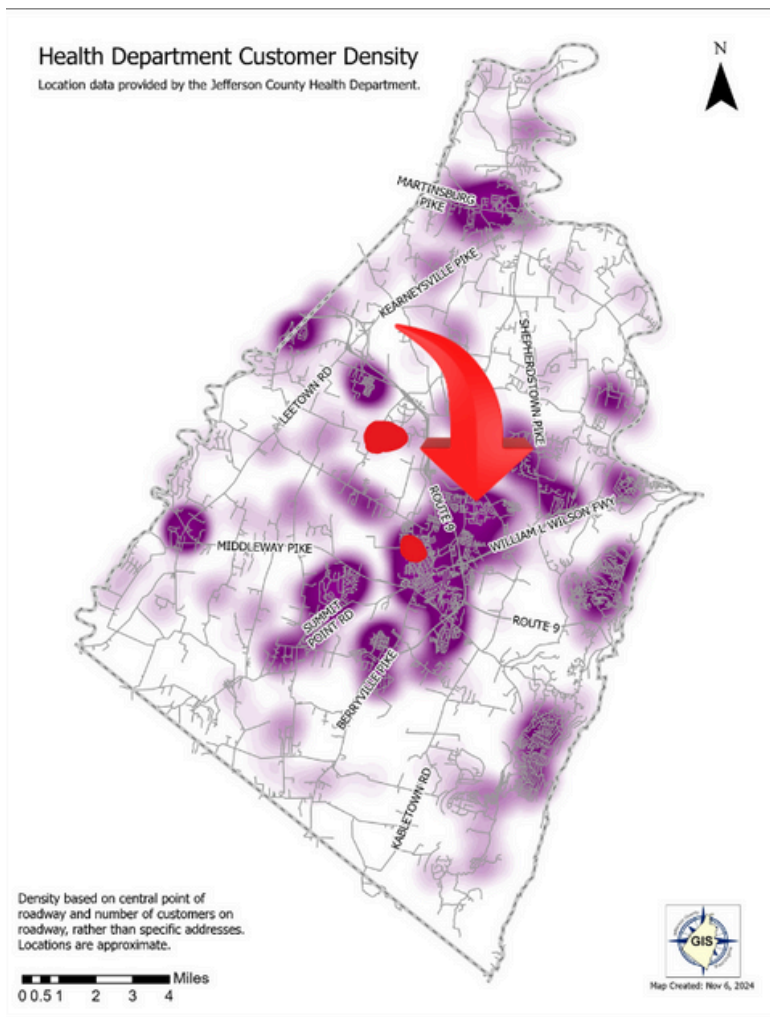 Health Department Customer Density
Location data provided by the Jefferson County Health Department.
N
MARTINSBURG
PIKE
KEARNEYSVILLE PIKE
SHEPHERDSTOWN PIKE
LEETOWN RD
ROUTE 9
WILLIAM L WILSON FWY
MIDDLEWAY PIKE
SUMMIT
POINT RD
ROUTE 9
BERRYVILLE PIKE
KABLETOWN RD
Density based on central point of
roadway and number of customers on
roadway, rather than specific addresses.
Locations are approximate.
Miles
0 0.5 1 2 3 4
GIS
Map Created: Nov 6, 2024